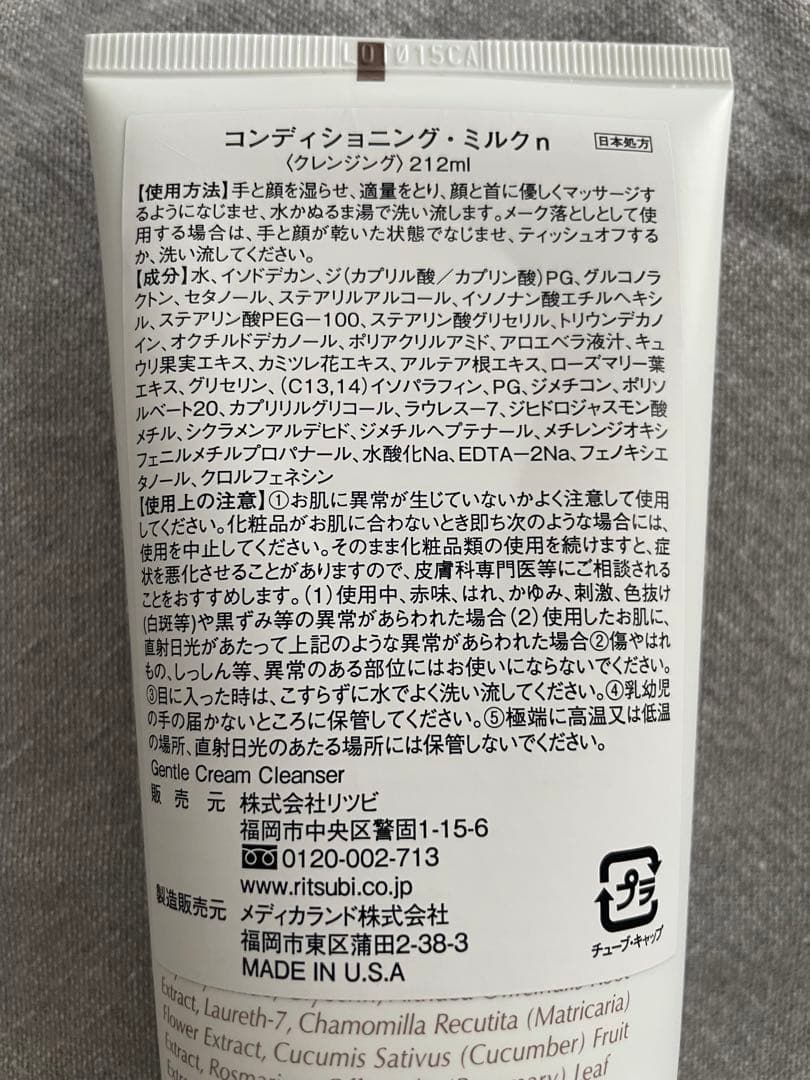 LOT015CA
コンディショニング・ミルクn
日本処方
〈クレンジング〉212ml
【使用方法】手と顔を湿らせ、適量をとり、顔と首に優しくマッサージす
るようになじませ、水かぬるま湯で洗い流します。メーク落としとして使
用する場合は、手と顔が乾いた状態でなじませ、ティッシュオフする
か、洗い流してください。
【成分】水、イソドデカン、ジ(カプリル酸／カプリン酸)PG、グルコノラ
クトン、セタノール、ステアリルアルコール、イソノナン酸エチルヘキシ
ル、ステアリン酸PEG－100、ステアリン酸グリセリル、トリウンデカノ
イン、オクチルドデカノール、ポリアクリルアミド、アロエベラ液汁、キュ
ウリ果実エキス、カミツレ花エキス、アルテア根エキス、ローズマリー葉
エキス、グリセリン、(C13,14)イソパラフィン、PG、ジメチコン、ポリソ
ルベート20、カプリリルグリコール、ラウレス－7、ジヒドロジャスモン酸
メチル、シクラメンアルデヒド、ジメチルヘプテナール、メチレンジオキシ
フェニルメチルプロパナール、水酸化Na、EDTA－2Na、フェノキシエ
タノール、クロルフェネシン
【使用上の注意】①お肌に異常が生じていないかよく注意して使用
してください。化粧品がお肌に合わないとき即ち次のような場合には、
使用を中止してください。そのまま化粧品類の使用を続けますと、症
状を悪化させることがありますので、皮膚科専門医等にご相談される
ことをおすすめします。(1)使用中、赤味、はれ、かゆみ、刺激、色抜け
(白斑等)や黒ずみ等の異常があらわれた場合(2)使用したお肌に、
直射日光があたって上記のような異常があらわれた場合②傷やはれ
もの、しっしん等、異常のある部位にはお使いにならないでください。
③目に入った時は、こすらずに水でよく洗い流してください。④乳幼児
の手の届かないところに保管してください。⑤極端に高温又は低温
の場所、直射日光のあたる場所には保管しないでください。
Gentle Cream Cleanser
販売元 株式会社リツビ
福岡市中央区警固1-15-6
0120-002-713
www.ritsubi.co.jp
製造販売元 メディカランド株式会社
福岡市東区蒲田2-38-3
MADE IN U.S.A
プラ
チューブ・キャップ
Extract, Laureth-7, Chamomilla Recutita (Matricaria)
Flower Extract, Cucumis Sativus (Cucumber) Fruit
Extract, Leaf